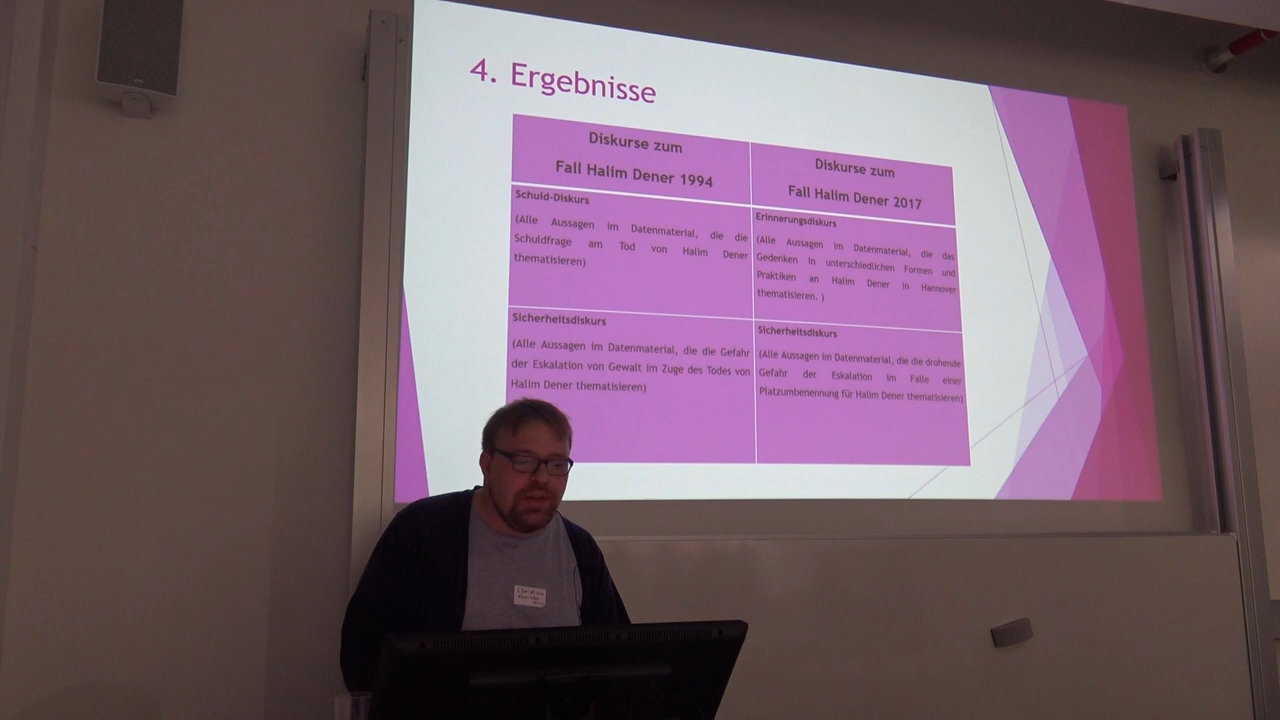 4. Ergebnisse
Diskurse zum
Fall Halim Dener 1994
Diskurse zum
Fall Halim Dener 2017
Schuld-Diskurs
(Alle Aussagen im Datenmaterial, die die
Schuldfrage am Tod von Halim Dener
thematisieren)
Erinnerungsdiskurs
(Alle Aussagen im Datenmaterial, die das
Gedenken in unterschiedlichen Formen und
Praktiken an Halim Dener in Hannover
thematisieren. )
Sicherheitsdiskurs
(Alle Aussagen im Datenmaterial, die die Gefahr
der Eskalation von Gewalt im Zuge des Todes von
Halim Dener thematisieren)
Sicherheitsdiskurs
(Alle Aussagen im Datenmaterial, die die drohende
Gefahr der Eskalation im Falle einer
Platzumbenennung für Halim Dener thematisieren)